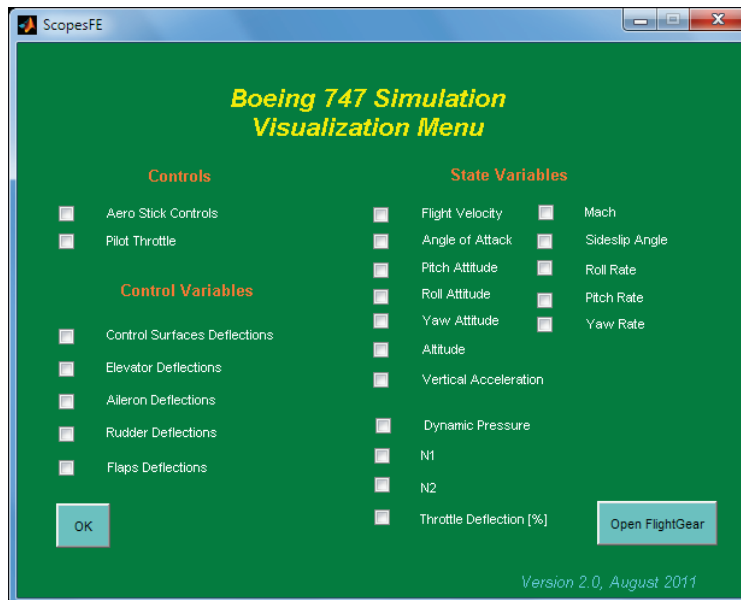 ScopesFE
Boeing 747 Simulation
Visualization Menu
Controls
Aero Stick Controls
Pilot Throttle
Control Variables
Control Surfaces Deflections
Elevator Deflections
Aileron Deflections
Rudder Deflections
Flaps Deflections
OK
State Variables
Flight Velocity
Angle of Attack
Pitch Attitude
Roll Attitude
Yaw Attitude
Altitude
Vertical Acceleration
Dynamic Pressure
N1
N2
Throttle Deflection [%]
Mach
Sideslip Angle
Roll Rate
Pitch Rate
Yaw Rate
Open FlightGear
Version 2.0, August 2011